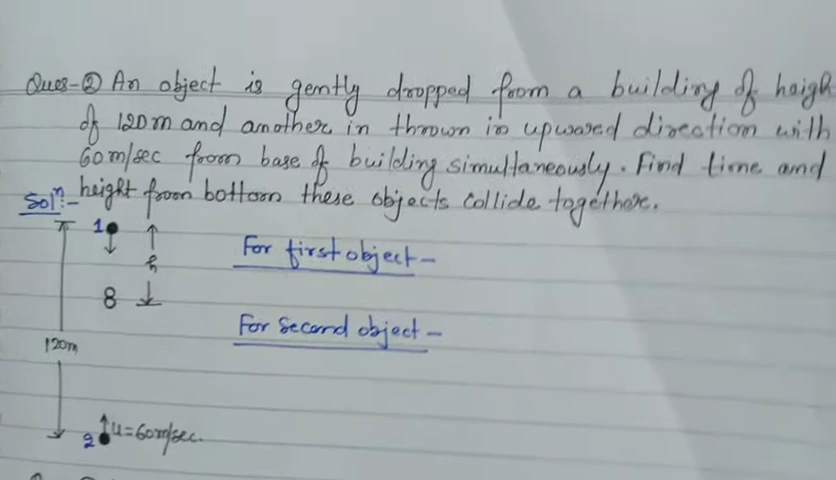 Ques-② An object is gently dropped from a building of heigh
of 120m and another in thrown in upward direction with
60m/sec from base of building simultaneously. Find time and
height from bottom these objects collide together.
Solⁿ:-
1
For first object -
h
8
For Second object -
120m
2 u=60m/sec.